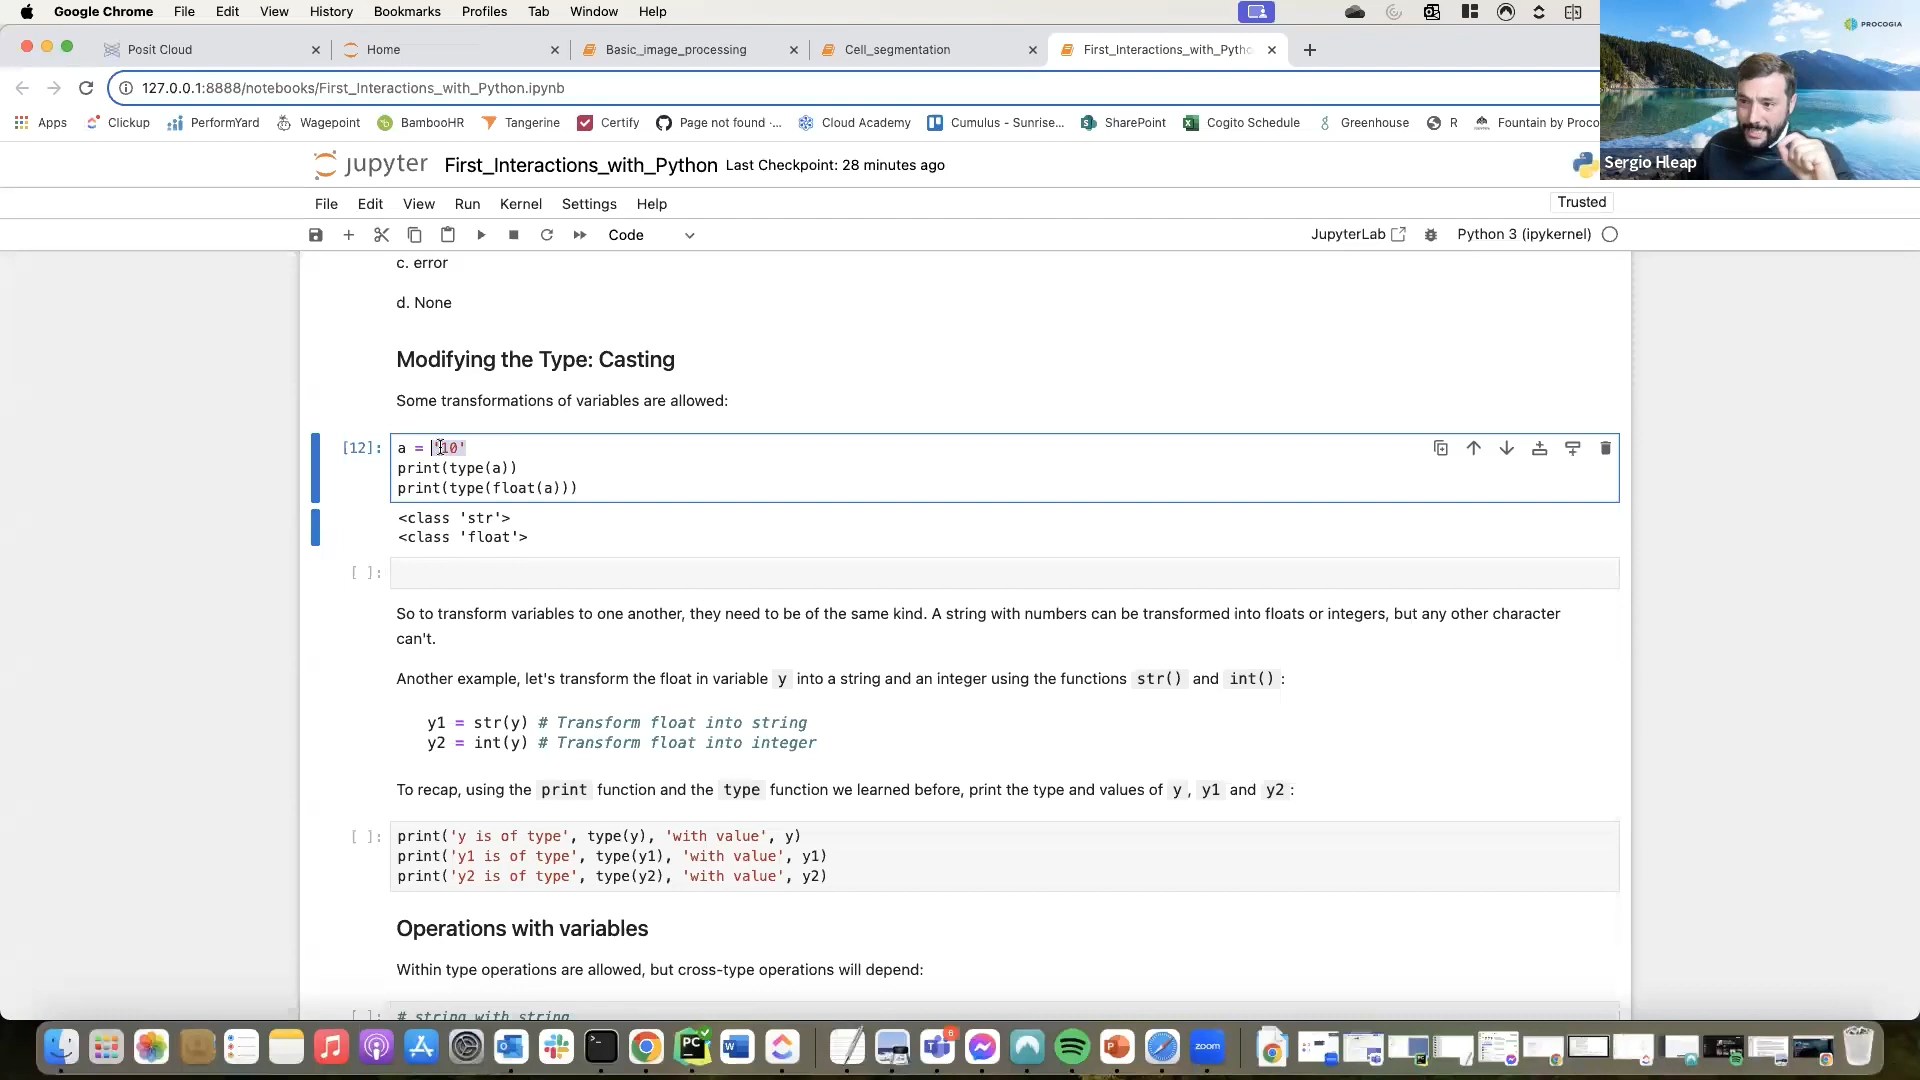 Google Chrome File Edit View History Bookmarks Profiles Tab Window Help
PROCOGIA
Posit Cloud
Home
Basic_image_processing
Cell_segmentation
First_Interactions_with_Pytho
127.0.0.1:8888/notebooks/First_Interactions_with_Python.ipynb
Apps Clickup PerformYard Wagepoint BambooHR Tangerine Certify Page not found -... Cloud Academy Cumulus - Sunrise... SharePoint Cogito Schedule Greenhouse R Fountain by Proco
Sergio Hleap
jupyter First_Interactions_with_Python Last Checkpoint: 28 minutes ago
File Edit View Run Kernel Settings Help
Trusted
Code
JupyterLab
Python 3 (ipykernel)
c. error
d. None
Modifying the Type: Casting
Some transformations of variables are allowed:
[12]: a = '10'
print(type(a))
print(type(float(a)))
<class 'str'>
<class 'float'>
[ ]:
So to transform variables to one another, they need to be of the same kind. A string with numbers can be transformed into floats or integers, but any other character
can't.
Another example, let's transform the float in variable y into a string and an integer using the functions str() and int() :
y1 = str(y) # Transform float into string
y2 = int(y) # Transform float into integer
To recap, using the print function and the type function we learned before, print the type and values of y , y1 and y2 :
[ ]: print('y is of type', type(y), 'with value', y)
print('y1 is of type', type(y1), 'with value', y1)
print('y2 is of type', type(y2), 'with value', y2)
Operations with variables
Within type operations are allowed, but cross-type operations will depend:
[ ]: # string with string
PC
W
6
P
zoom